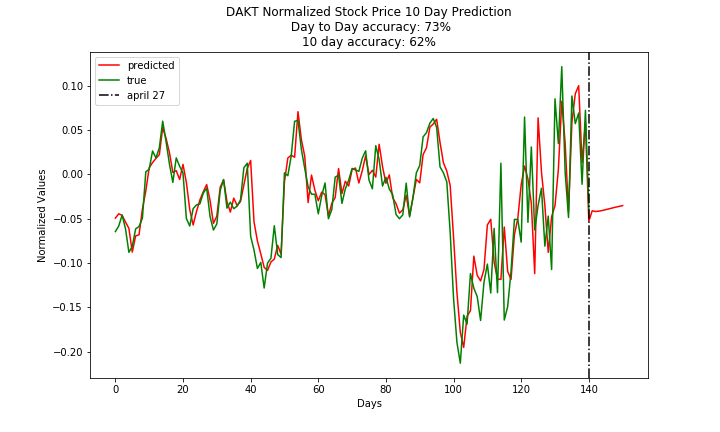 DAKT Normalized Stock Price 10 Day Prediction
Day to Day accuracy: 73%
10 day accuracy: 62%
predicted
true
april 27
0.10
0.05
0.00
−0.05
−0.10
−0.15
−0.20
Normalized Values
0 20 40 60 80 100 120 140
Days